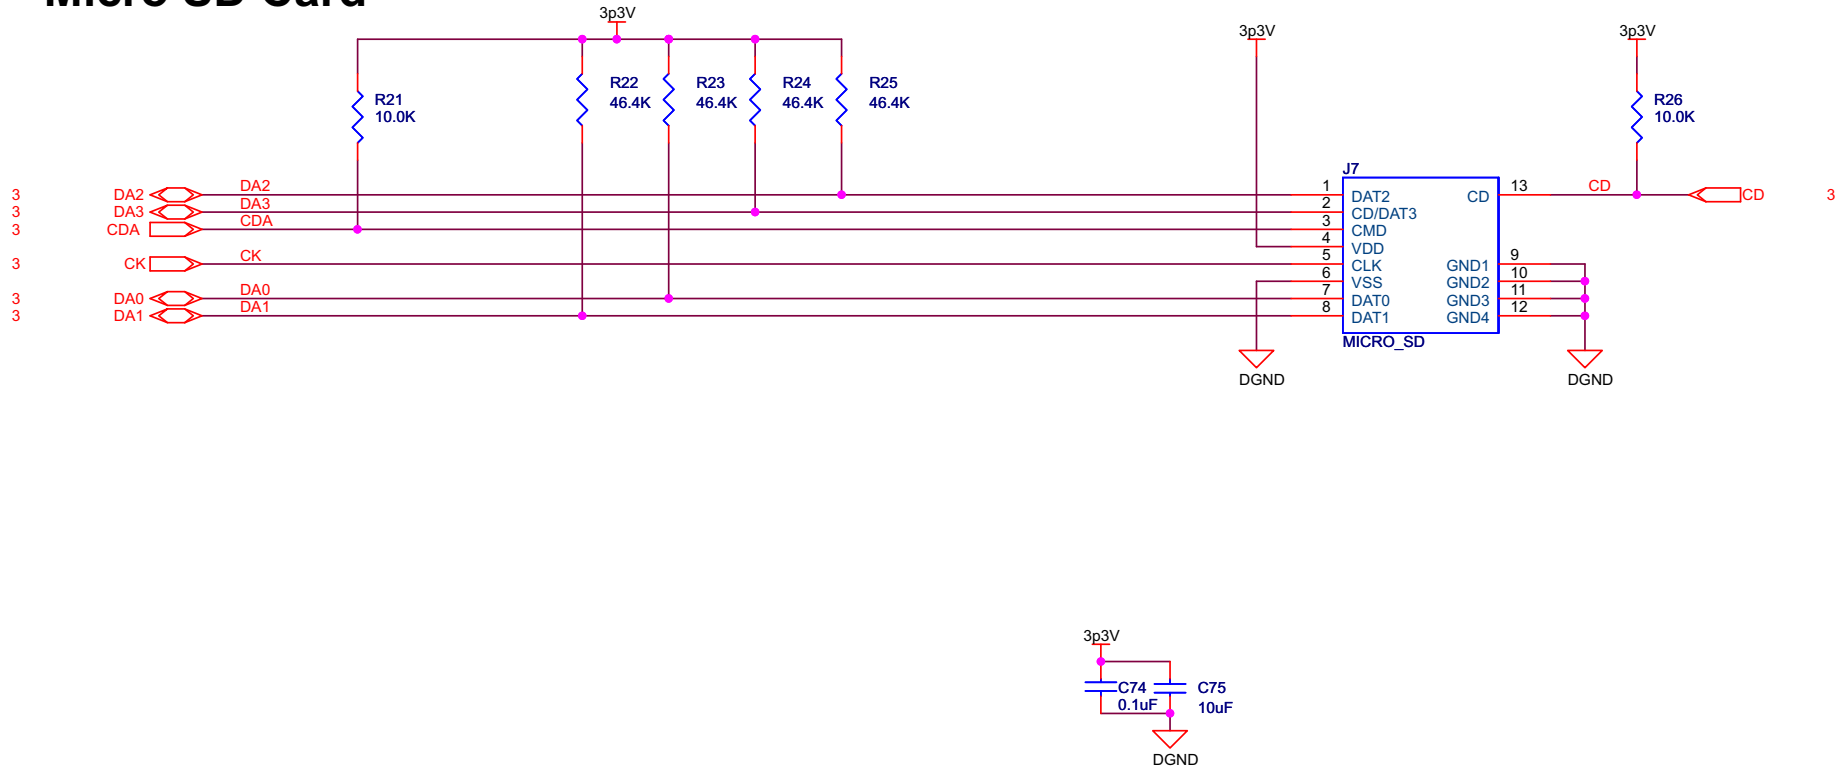 Micro SD Card
3p3V
3p3V
3p3V
R21
10.0K
R22
46.4K
R23
46.4K
R24
46.4K
R25
46.4K
R26
10.0K
3 DA2 DA2
3 DA3 DA3
3 CDA CDA
3 CK CK
3 DA0 DA0
3 DA1 DA1
J7
1 DAT2
2 CD/DAT3
3 CMD
4 VDD
5 CLK
6 VSS
7 DAT0
8 DAT1
CD 13 CD CD 3
GND1 9
GND2 10
GND3 11
GND4 12
MICRO_SD
DGND
DGND
3p3V
C74
0.1uF
C75
10uF
DGND